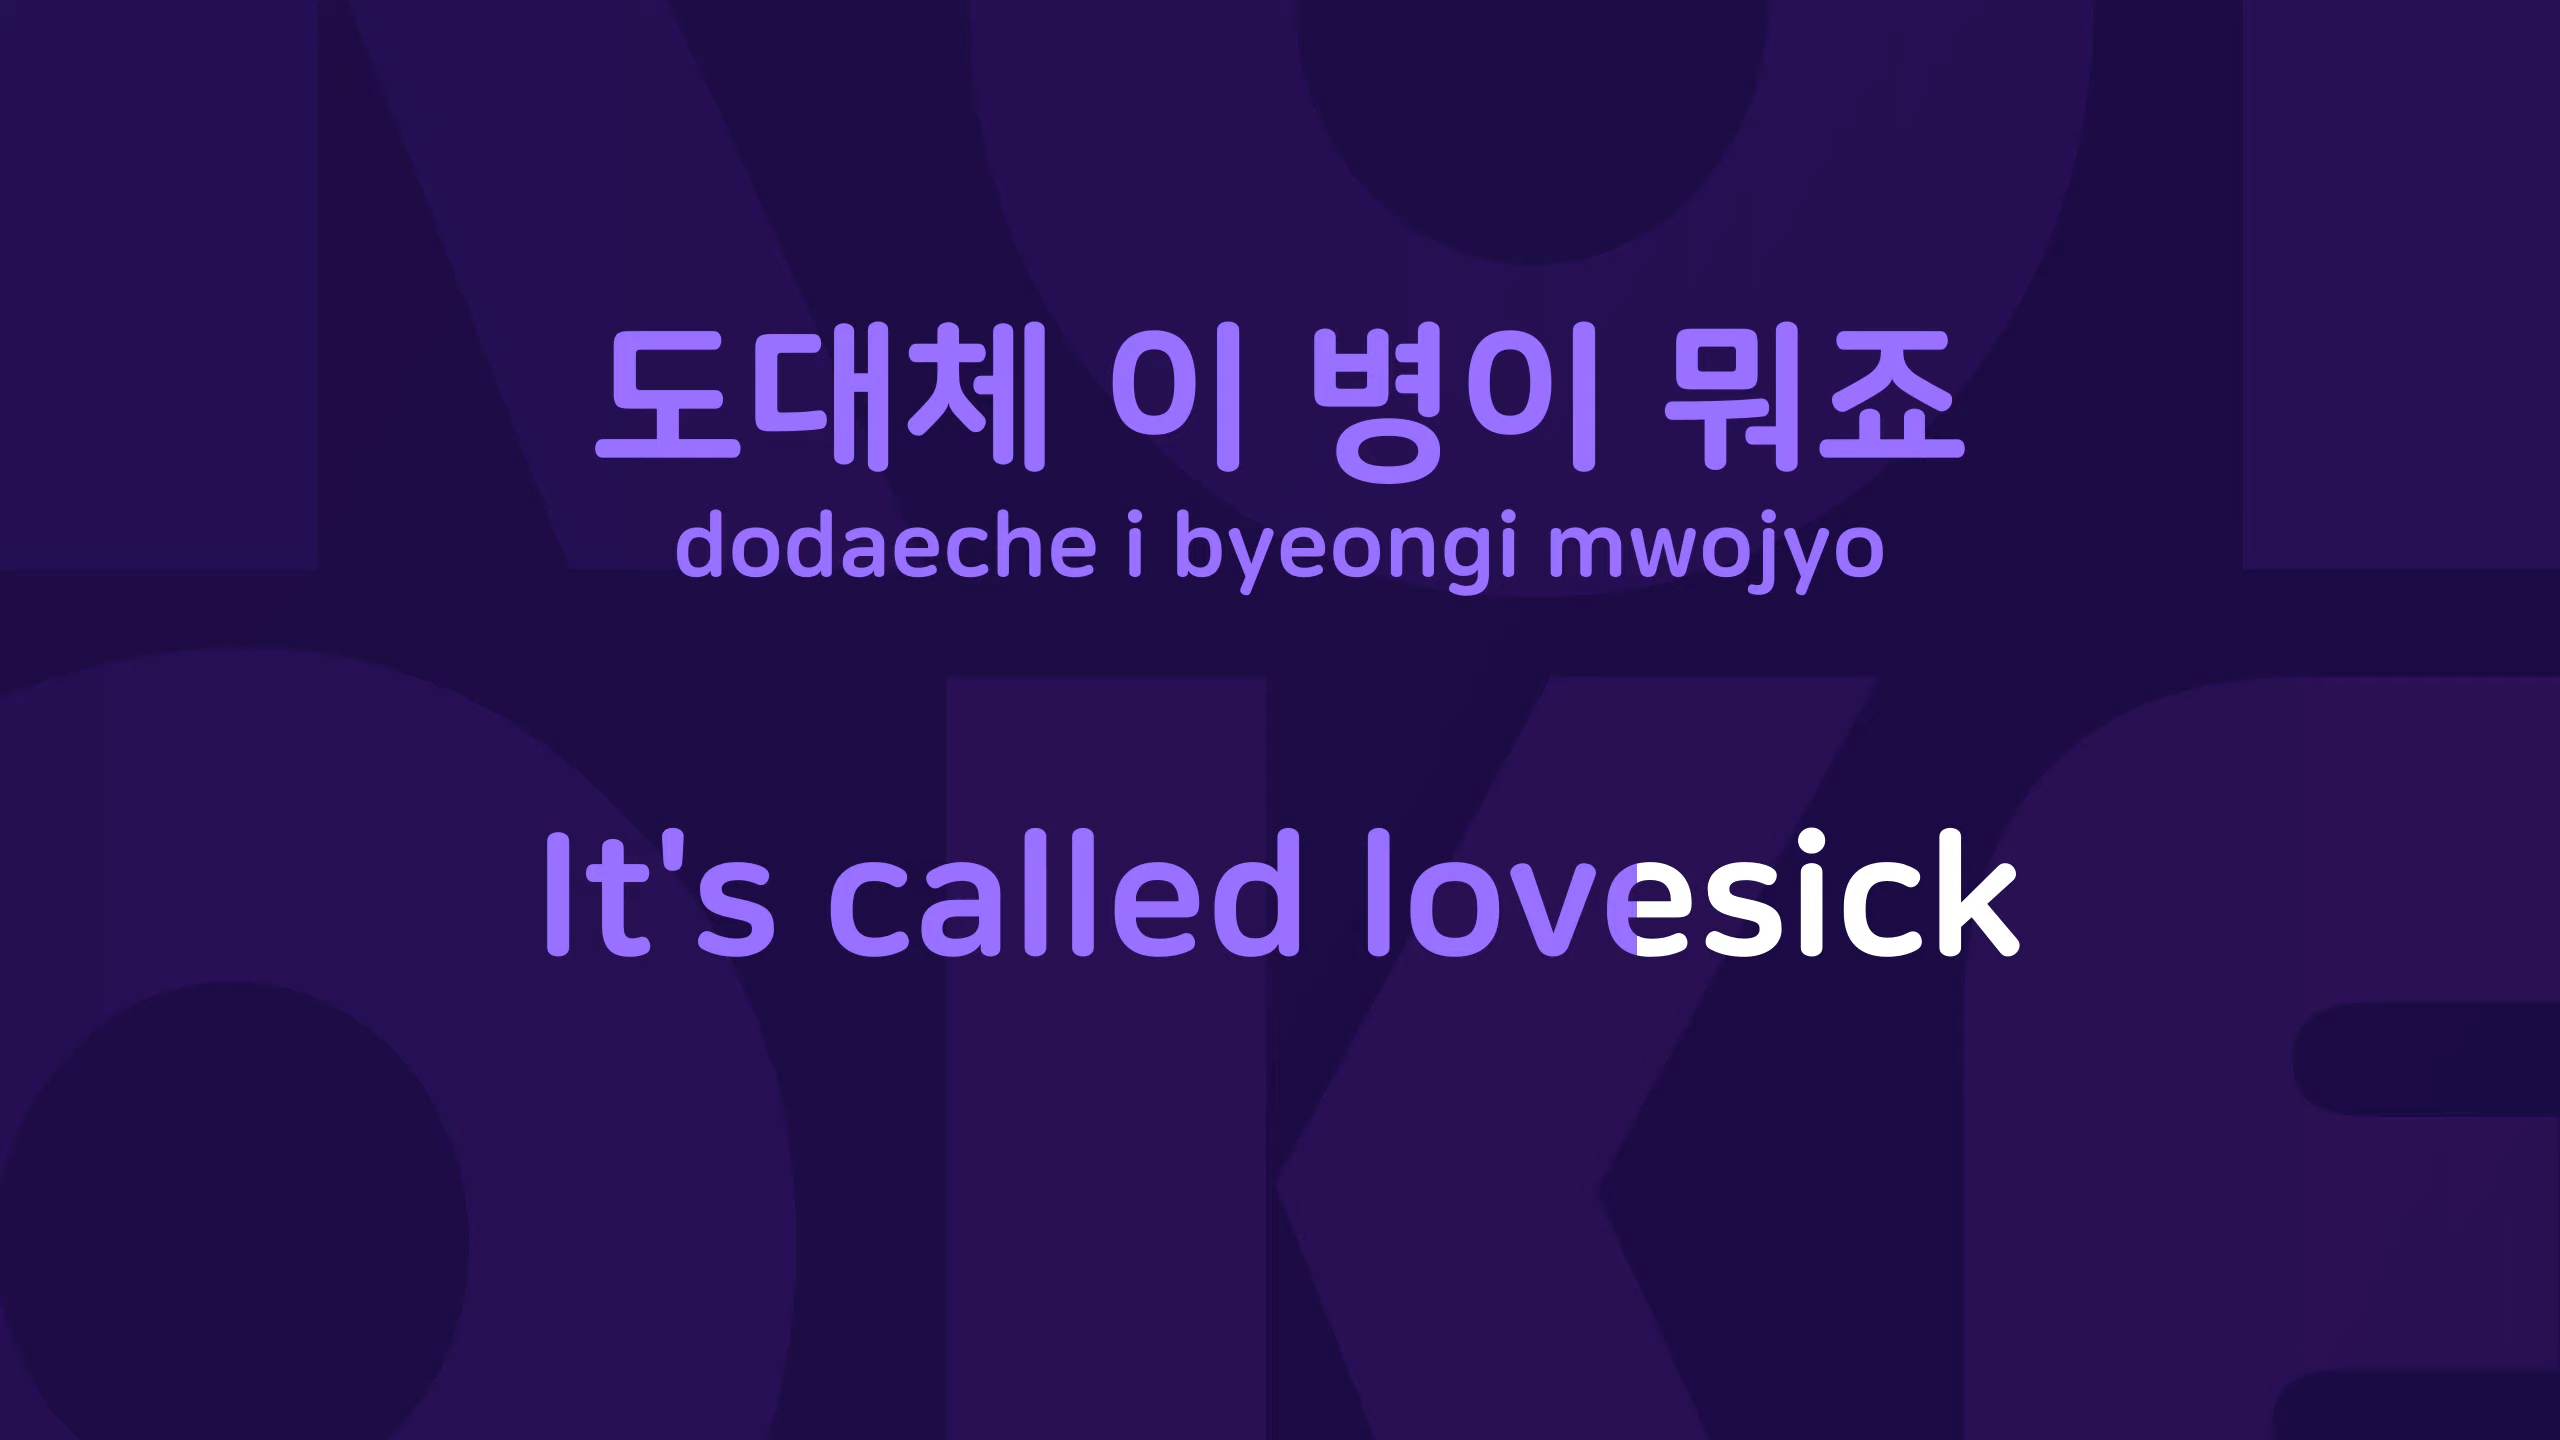 도대체 이 병이 뭐죠
dodaeche i byeongi mwojyo
It's called lovesick